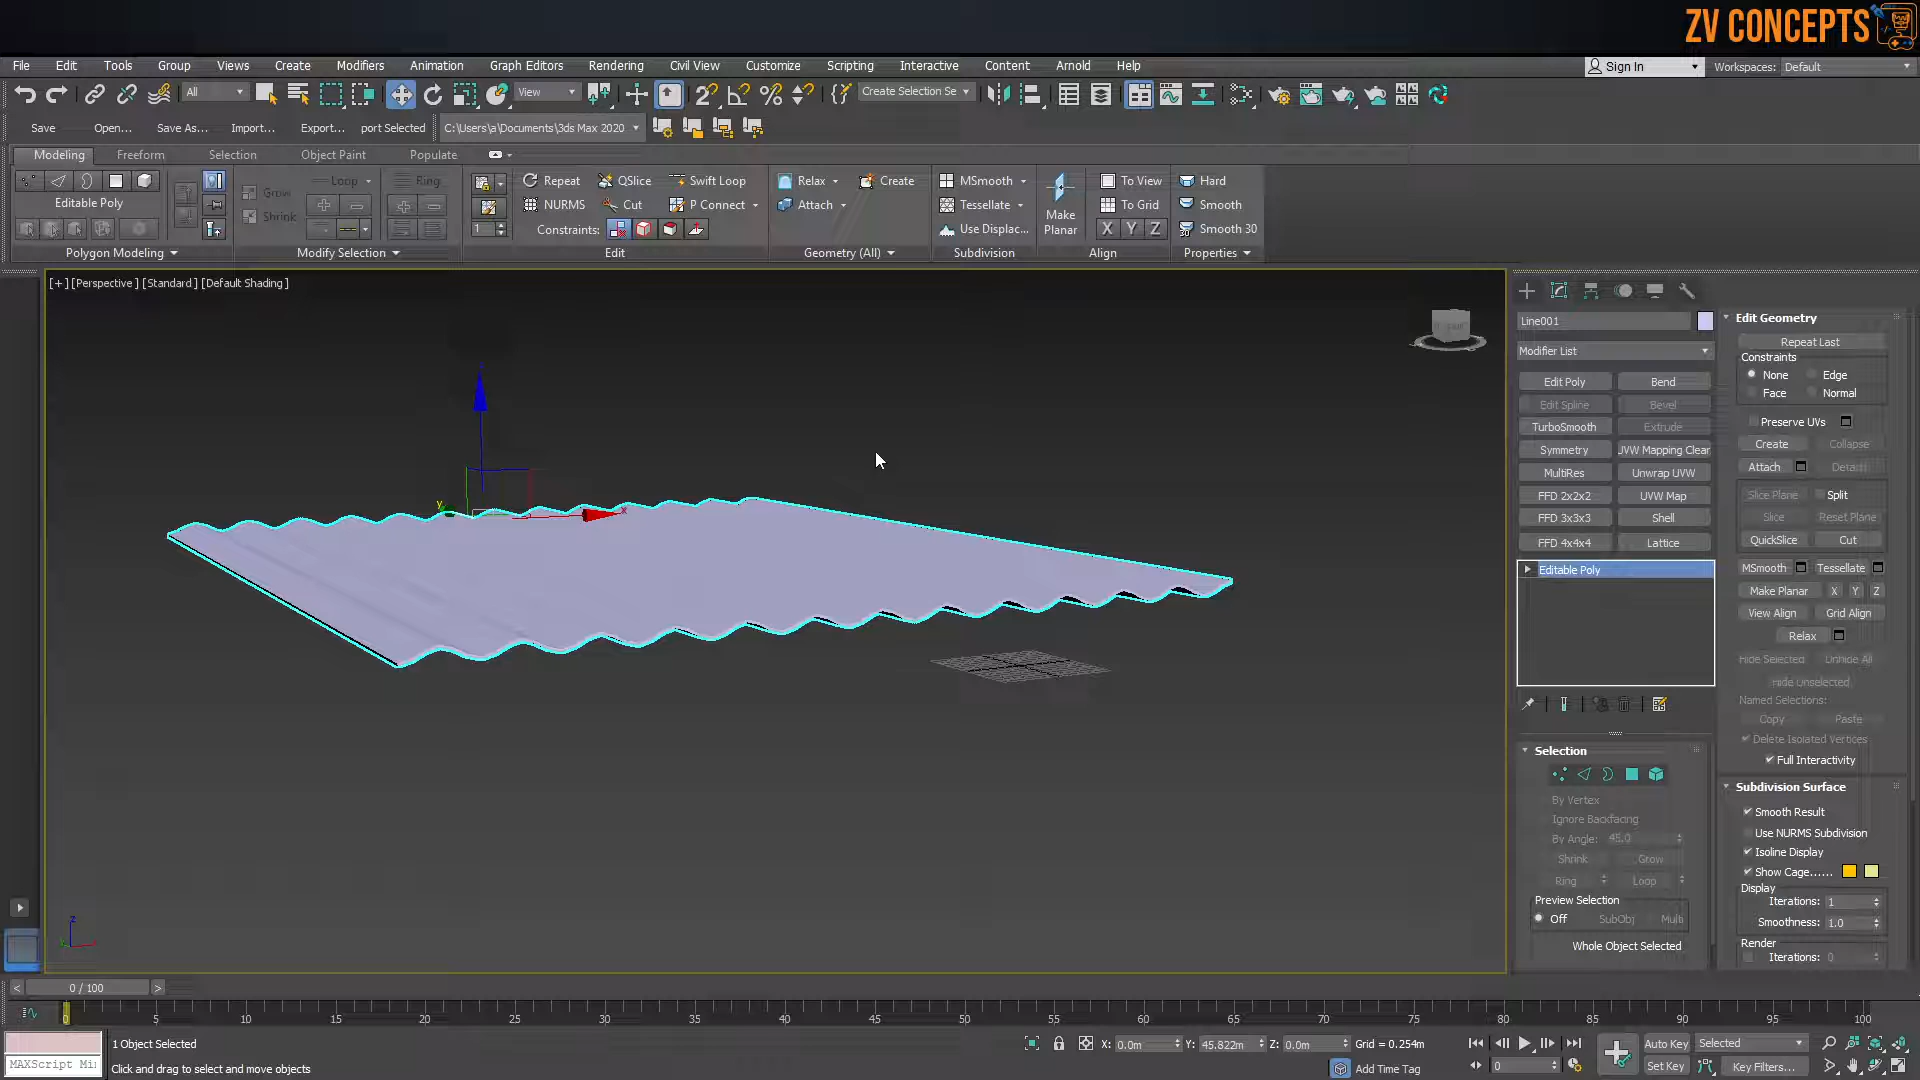 ZV CONCEPTS
File Edit Tools Group Views Create Modifiers Animation Graph Editors Rendering Civil View Customize Scripting Interactive Content Arnold Help
Sign In Workspaces: Default
All View Create Selection Se
Save Open... Save As... Import... Export... port Selected C:\Users\a\Documents\3ds Max 2020
Modeling Freeform Selection Object Paint Populate
Loop Ring Repeat QSlice Swift Loop Relax Create MSmooth To View Hard
Grow
Editable Poly NURMS Cut P Connect Attach Tessellate Make Planar To Grid Smooth
Shrink
1 Constraints: Use Displac... X Y Z Smooth 30
Polygon Modeling Modify Selection Edit Geometry (All) Subdivision Align Properties
[+] [Perspective ] [Standard ] [Default Shading ]
Line001
Modifier List
Edit Poly Bend
Edit Spline Bevel
TurboSmooth Extrude
Symmetry UVW Mapping Clear
MultiRes Unwrap UVW
FFD 2x2x2 UVW Map
FFD 3x3x3 Shell
FFD 4x4x4 Lattice
Editable Poly
Selection
By Vertex
Ignore Backfacing
By Angle: 45.0
Shrink Grow
Ring Loop
Preview Selection
Off SubObj Multi
Whole Object Selected
Edit Geometry
Repeat Last
Constraints
None Edge
Face Normal
Preserve UVs
Create Collapse
Attach Detach
Slice Plane Split
Slice Reset Plane
QuickSlice Cut
MSmooth Tessellate
Make Planar X Y Z
View Align Grid Align
Relax
Hide Selected Unhide All
Hide Unselected
Named Selections:
Copy Paste
Delete Isolated Vertices
Full Interactivity
Subdivision Surface
Smooth Result
Use NURMS Subdivision
Isoline Display
Show Cage......
Display
Iterations: 1
Smoothness: 1.0
Render
Iterations: 0
z
y
0 / 100
0 5 10 15 20 25 30 35 40 45 50 55 60 65 70 75 80 85 90 95 100
1 Object Selected X: 0.0m Y: 45.822m Z: 0.0m Grid = 0.254m Auto Key Selected
MAXScript Mi Click and drag to select and move objects Add Time Tag 0 Set Key Key Filters...